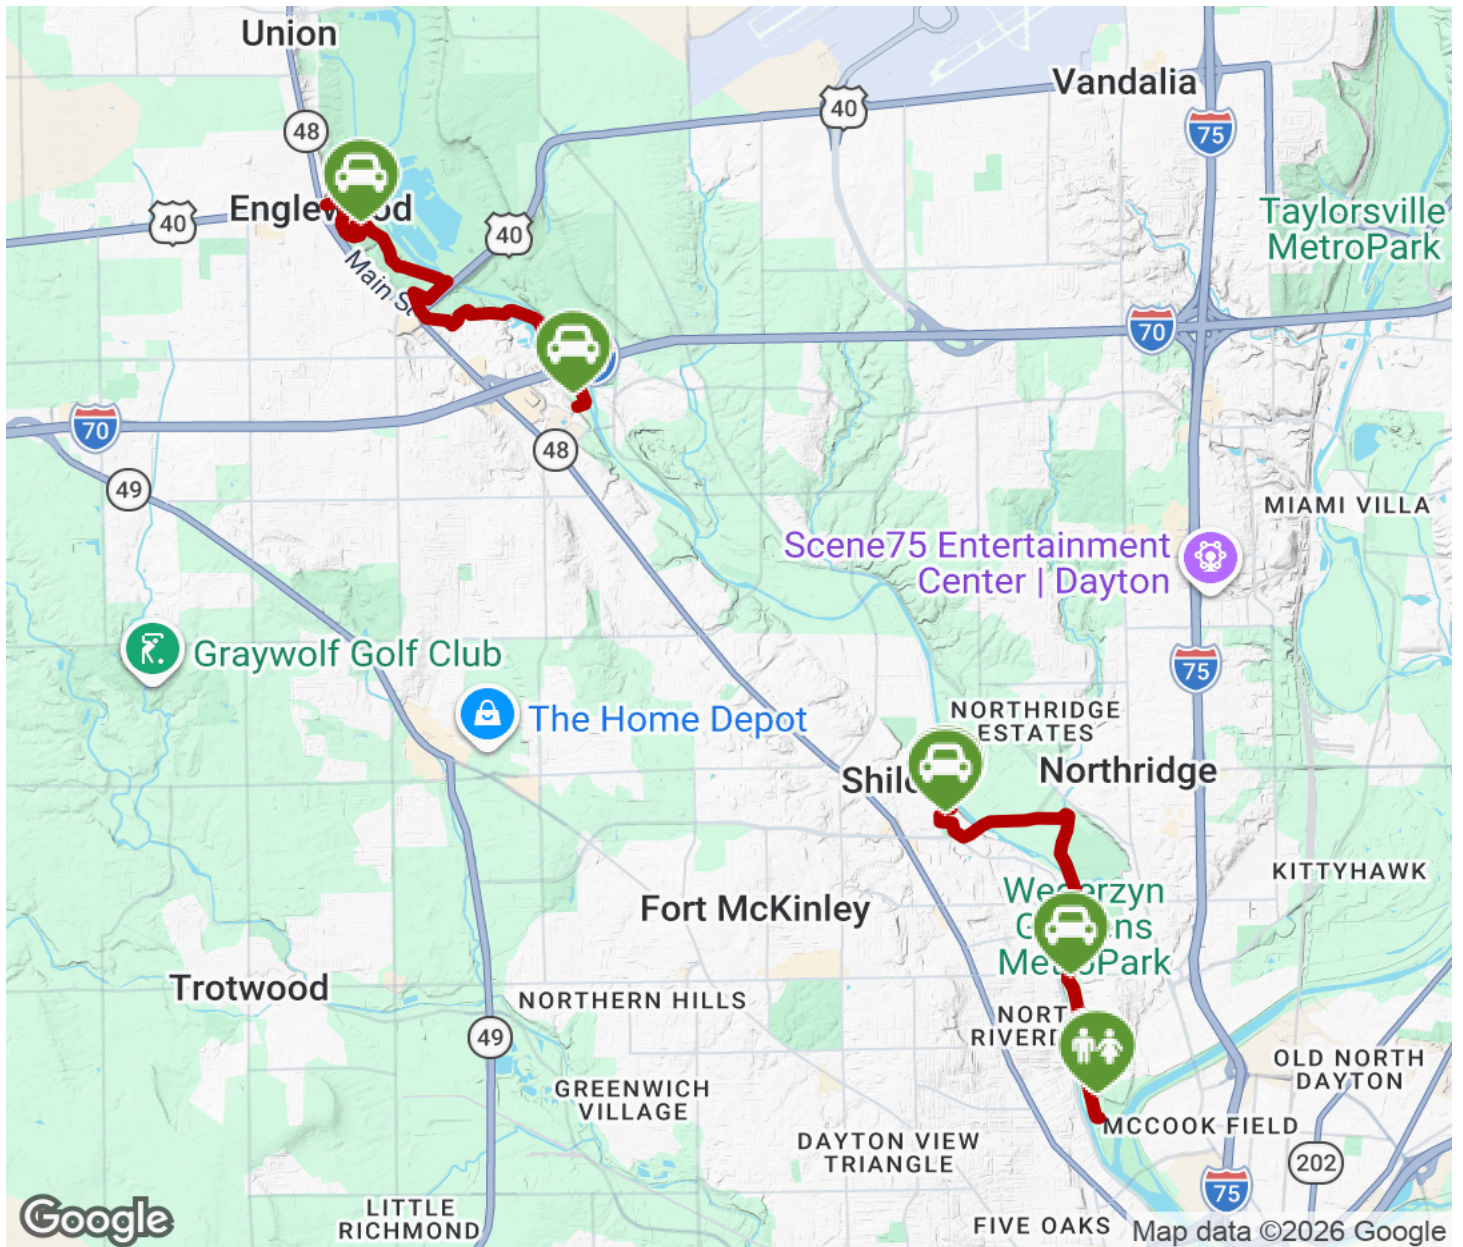 Union
Vandalia
40
75
48
Englewood
40
40
Taylorsville
MetroPark
Main St
70
70
48
49
MIAMI VILLA
Scene75 Entertainment
Center | Dayton
Graywolf Golf Club
75
NORTHRIDGE
ESTATES
The Home Depot
Northridge
Shilo
KITTYHAWK
Fort McKinley
MetroPark
Trotwood
NORTHERN HILLS
49
OLD NORTH
DAYTON
GREENWICH
VILLAGE
MCCOOK FIELD
DAYTON VIEW
TRIANGLE
202
75
LITTLE
RICHMOND
FIVE OAKS
Google
Map data ©2026 Google